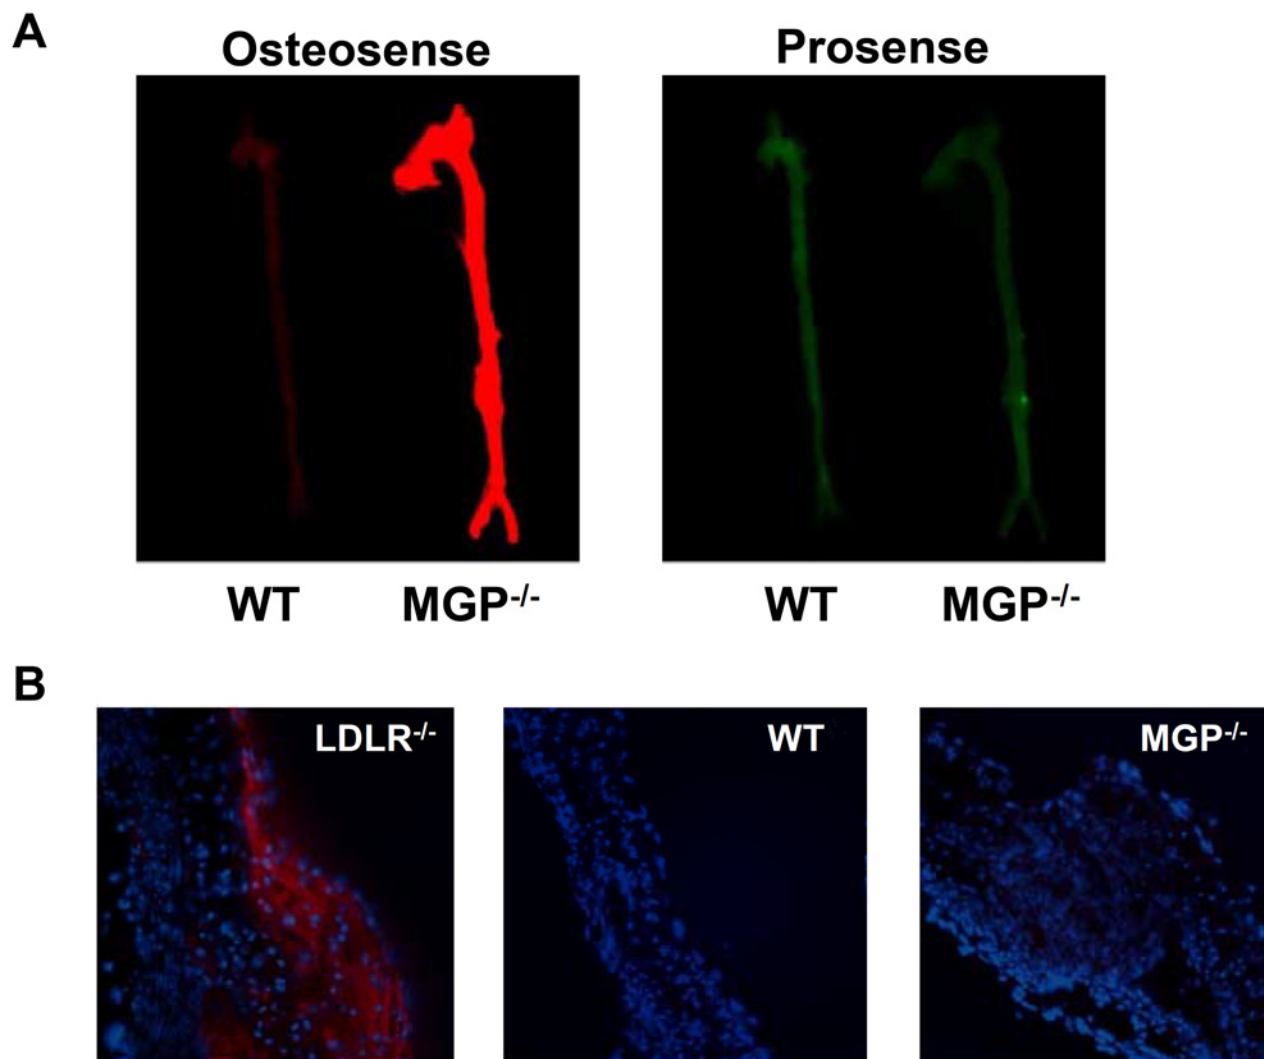 A
Osteosense Prosense
WT MGP-/- WT MGP-/-
B
LDLR-/- WT MGP-/-